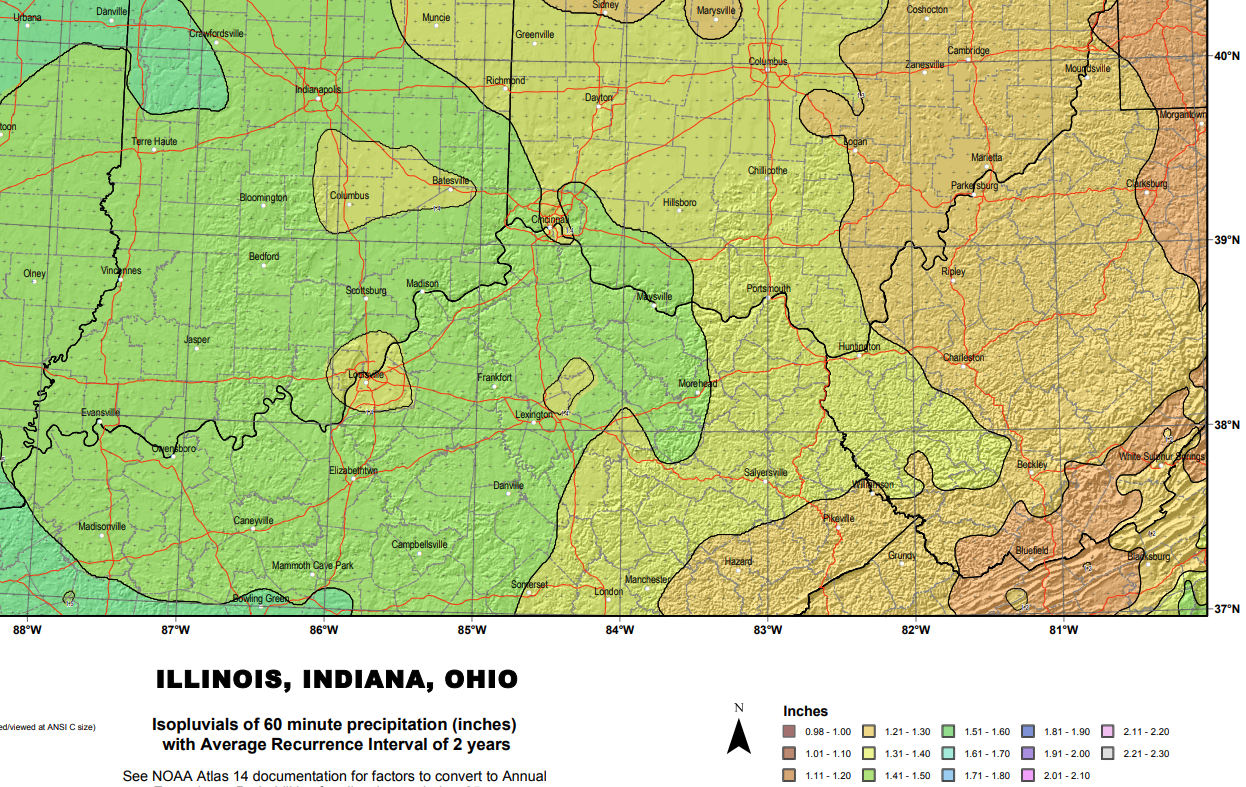 Urbana
Danville
Crawfordsville
Muncie
Sidney
Marysville
Coshocton
Greenville
Columbus
Cambridge
Zanesville
Moundsville
40°N
Richmond
Indianapolis
Dayton
Morgantown
toon
Terre Haute
Logan
Marietta
Chillicothe
Batesville
Parkersburg
Clarksburg
Bloomington
Columbus
Hillsboro
Cincinnati
39°N
Bedford
Olney
Vincennes
Ripley
Madison
Scottsburg
Maysville
Portsmouth
Jasper
Huntington
Charleston
Louisville
Frankfort
Morehead
Evansville
Lexington
38°N
Owensboro
White Sulphur Springs
Elizabethtwn
Salyersville
Beckley
Danville
Williamson
Madisonville
Caneyville
Pikeville
Campbellsville
Bluefield
Grundy
Blacksburg
Mammoth Cave Park
Hazard
Somerset
Manchester
London
Bowling Green
37°N
88°W 87°W 86°W 85°W 84°W 83°W 82°W 81°W
ILLINOIS, INDIANA, OHIO
ed/viewed at ANSI C size)
Isopluvials of 60 minute precipitation (inches)
with Average Recurrence Interval of 2 years
See NOAA Atlas 14 documentation for factors to convert to Annual
N
Inches
0.98 - 1.00 1.21 - 1.30 1.51 - 1.60 1.81 - 1.90 2.11 - 2.20
1.01 - 1.10 1.31 - 1.40 1.61 - 1.70 1.91 - 2.00 2.21 - 2.30
1.11 - 1.20 1.41 - 1.50 1.71 - 1.80 2.01 - 2.10